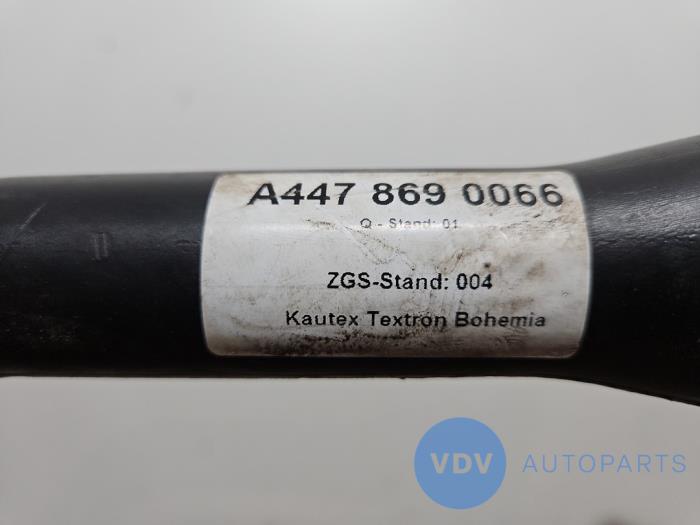 A447 869 0066
Q - Stand: 01
ZGS-Stand: 004
Kautex Textron Bohemia
VDV AUTOPARTS